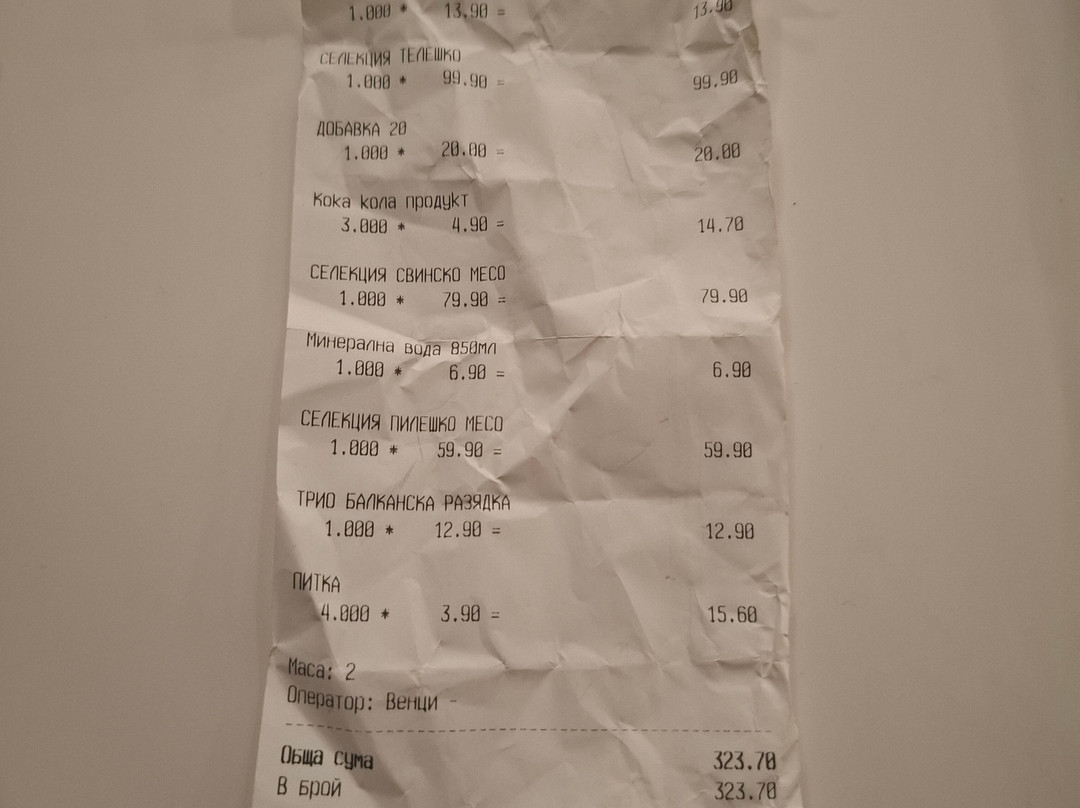 1.000 * 13.90 = 13.90
СЕЛЕКЦИЯ ТЕЛЕШКО
1.000 * 99.90 = 99.90
ДОБАВКА 20
1.000 * 20.00 = 20.00
Кока кола продукт
3.000 * 4.90 = 14.70
СЕЛЕКЦИЯ СВИНСКО МЕСО
1.000 * 79.90 = 79.90
Минерална вода 850мл
1.000 * 6.90 = 6.90
СЕЛЕКЦИЯ ПИЛЕШКО МЕСО
1.000 * 59.90 = 59.90
ТРИО БАЛКАНСКА РАЗЯДКА
1.000 * 12.90 = 12.90
ПИТКА
4.000 * 3.90 = 15.60
Маса: 2
Оператор: Венци -
Обща сума 323.70
В БРОЙ 323.70